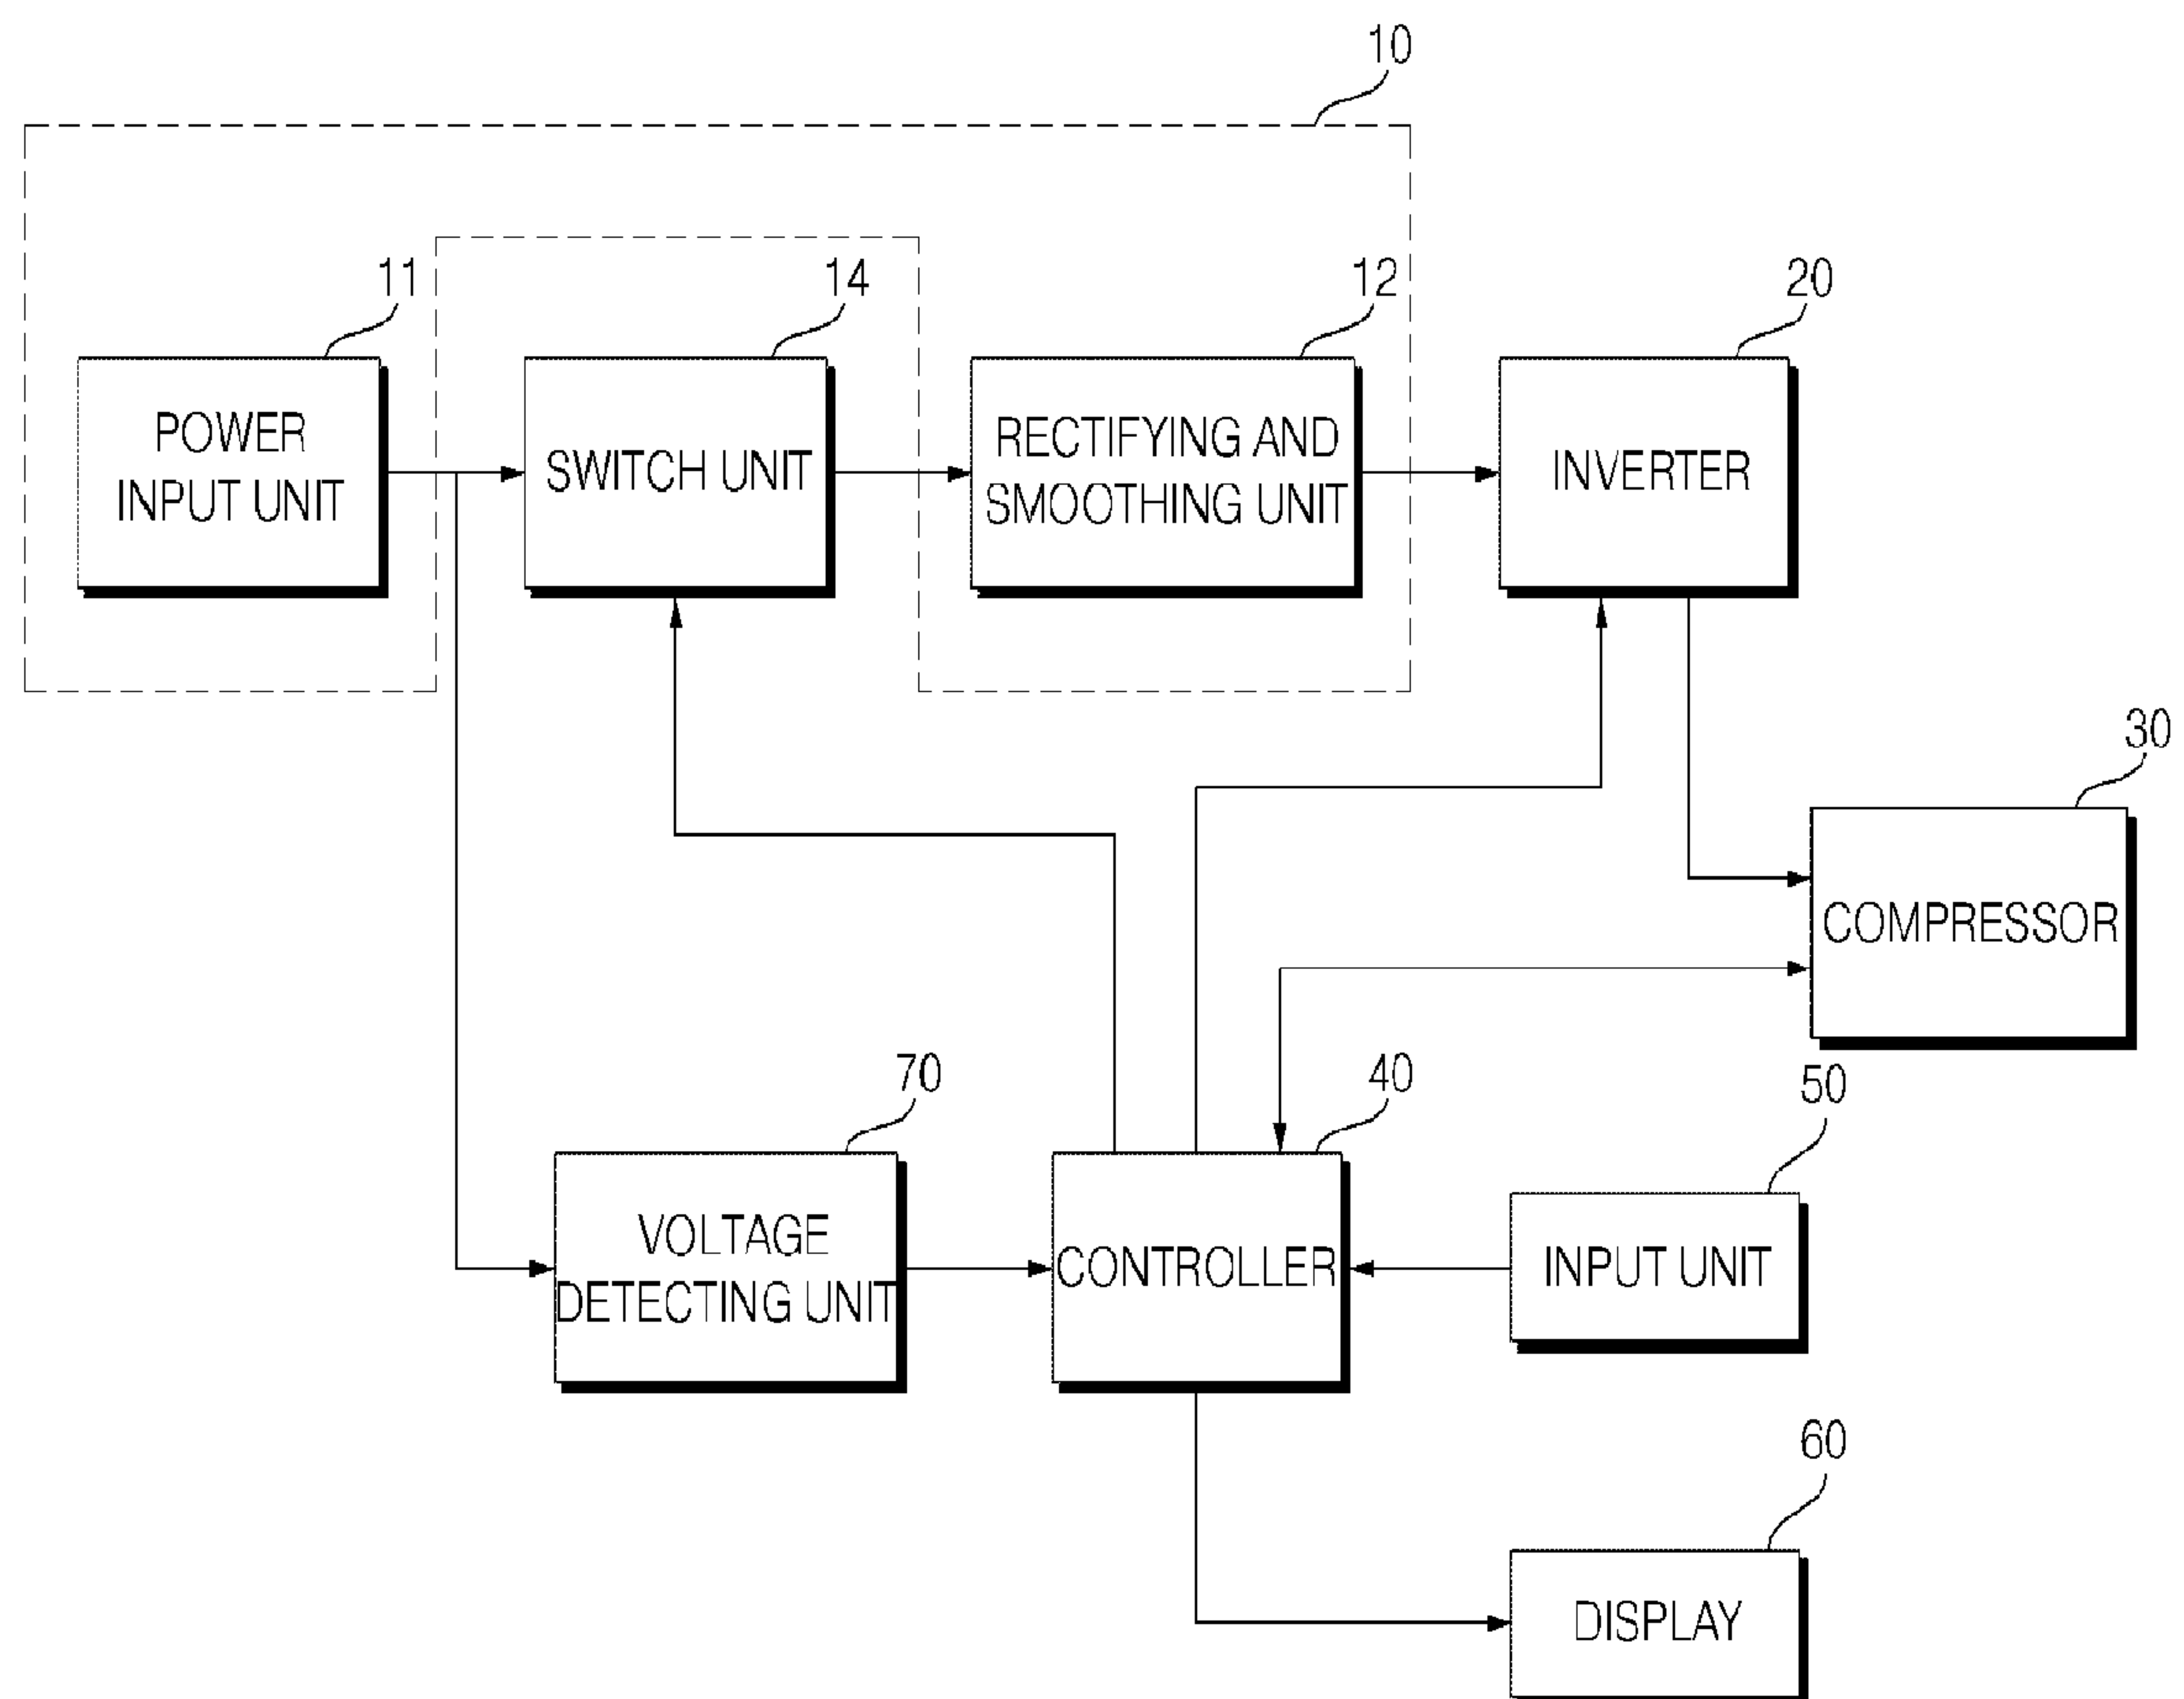 10
11
14
12
20
POWER
INPUT UNIT
SWITCH UNIT
RECTIFYING AND
SMOOTHING UNIT
INVERTER
30
COMPRESSOR
70
40
50
VOLTAGE
DETECTING UNIT
CONTROLLER
INPUT UNIT
60
DISPLAY